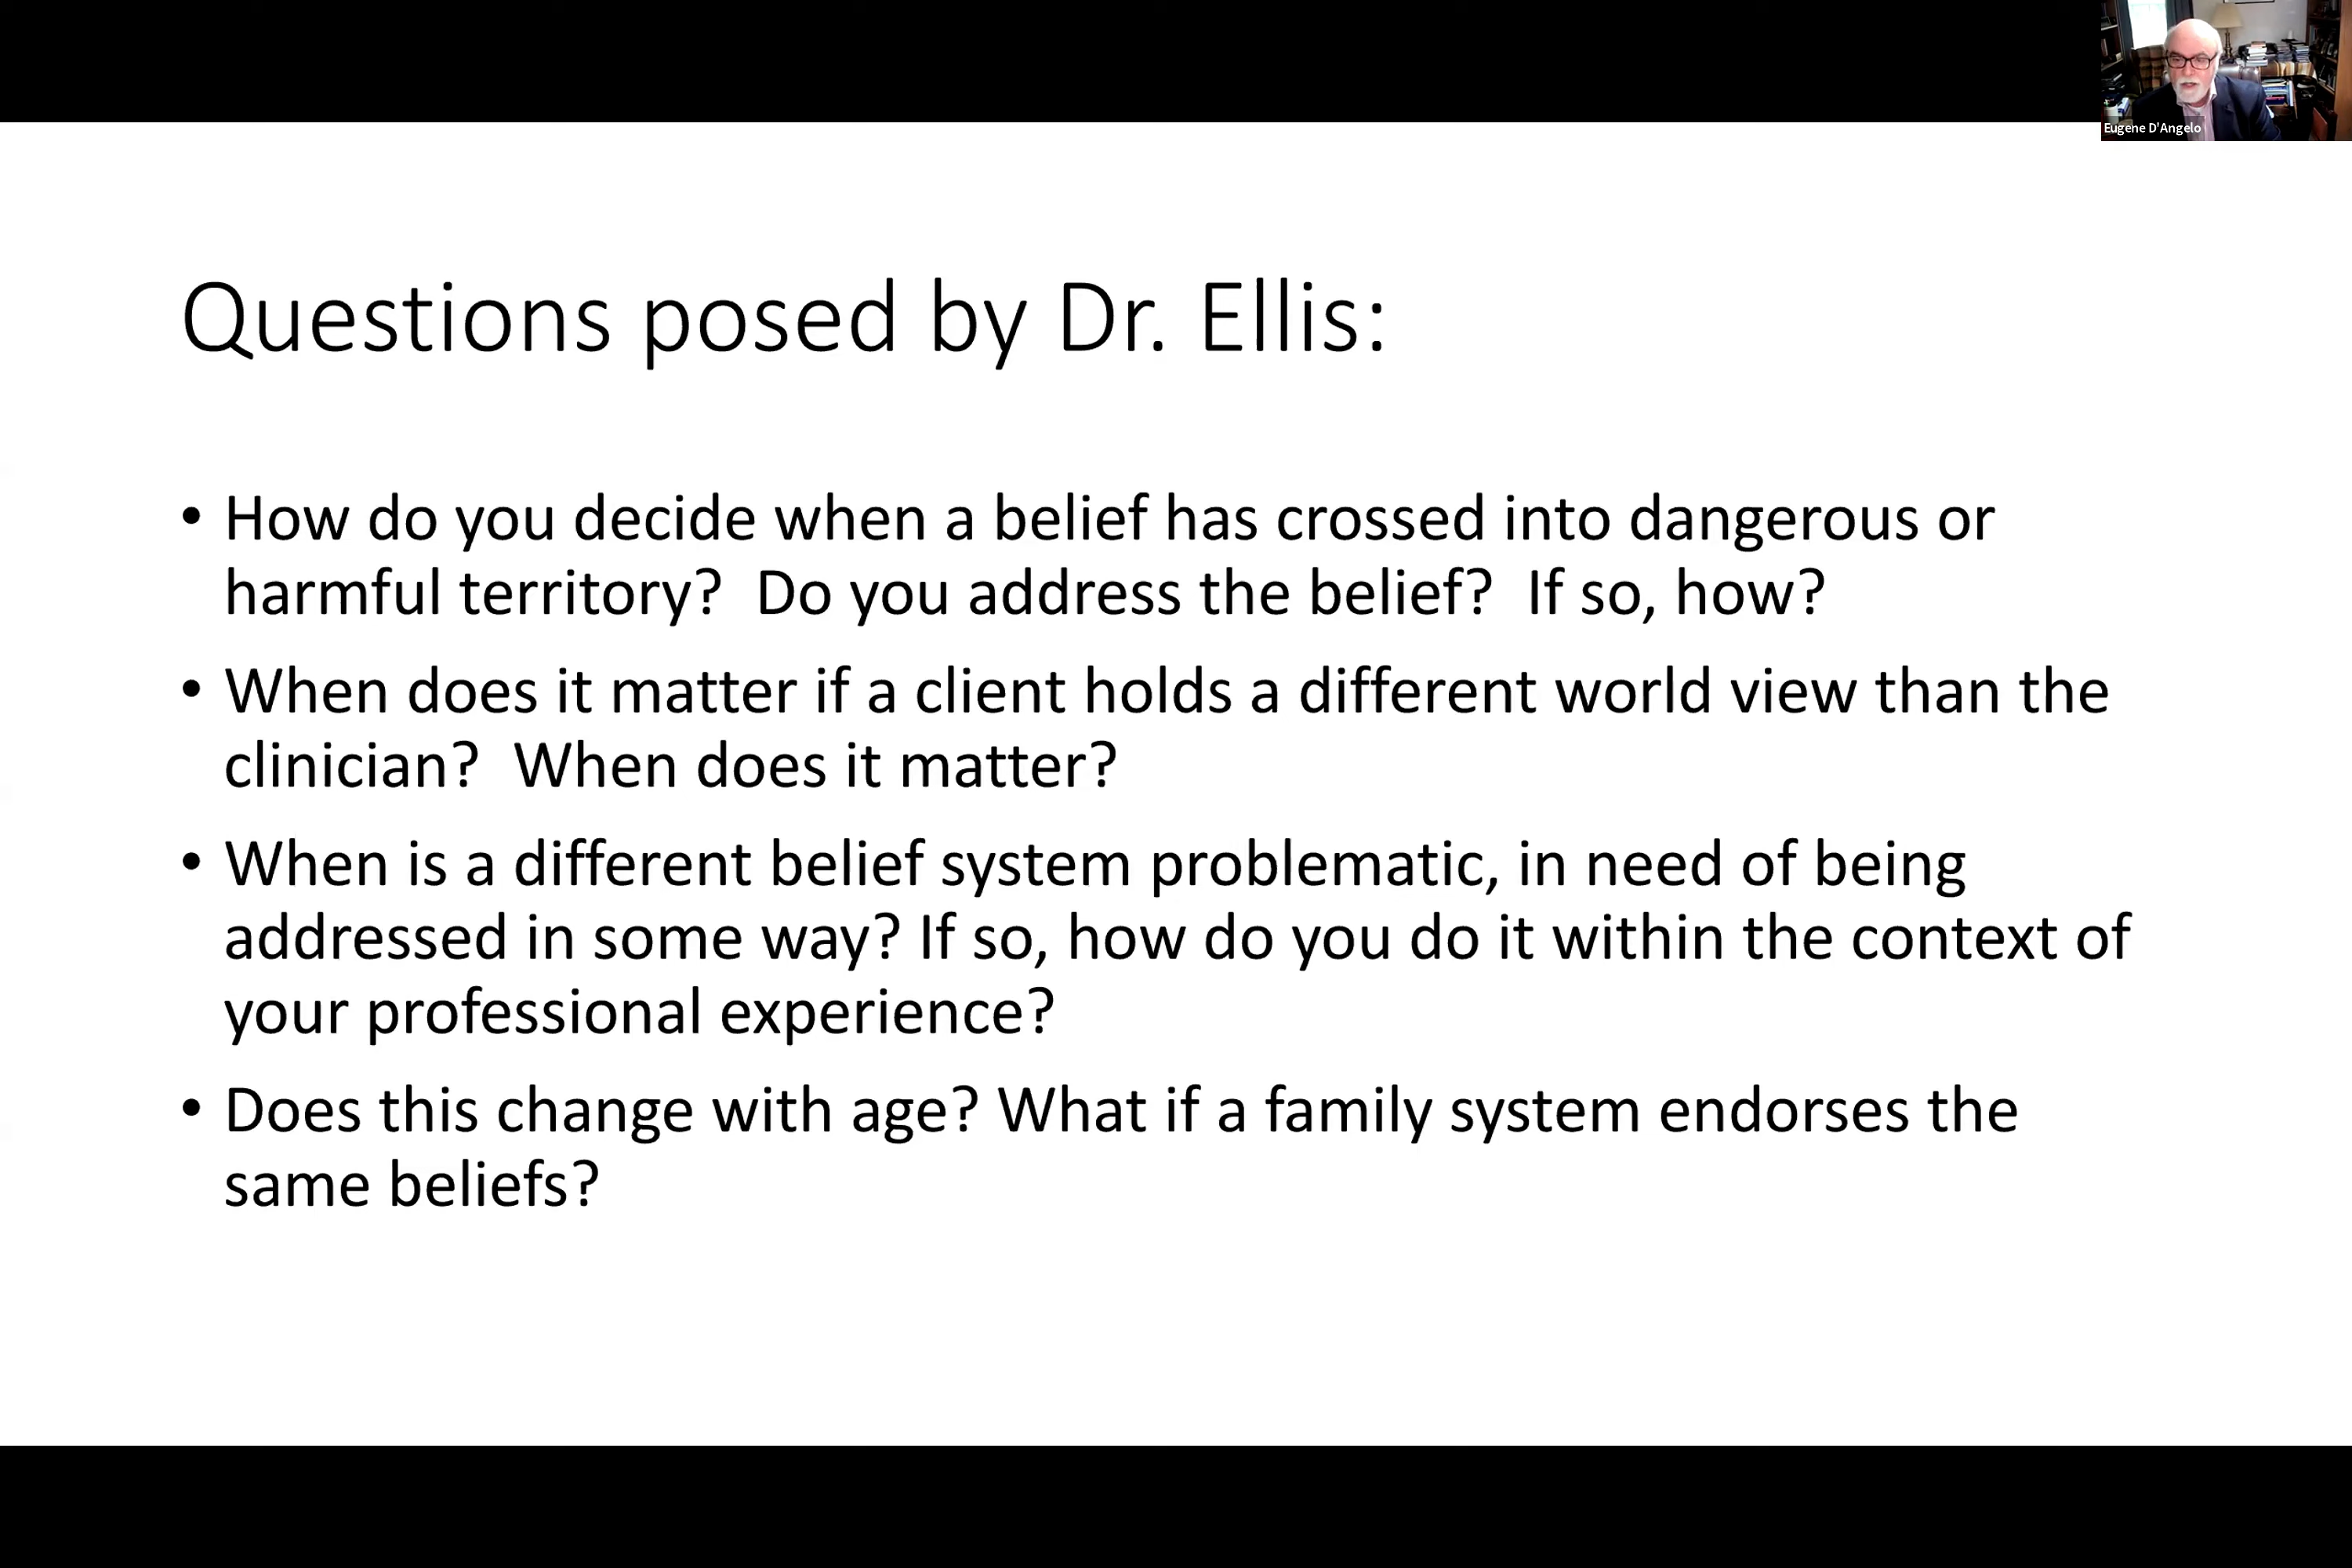 Eugene D'Angelo
Questions posed by Dr. Ellis:
• How do you decide when a belief has crossed into dangerous or
harmful territory?  Do you address the belief?  If so, how?
• When does it matter if a client holds a different world view than the
clinician?  When does it matter?
• When is a different belief system problematic, in need of being
addressed in some way? If so, how do you do it within the context of
your professional experience?
• Does this change with age? What if a family system endorses the
same beliefs?